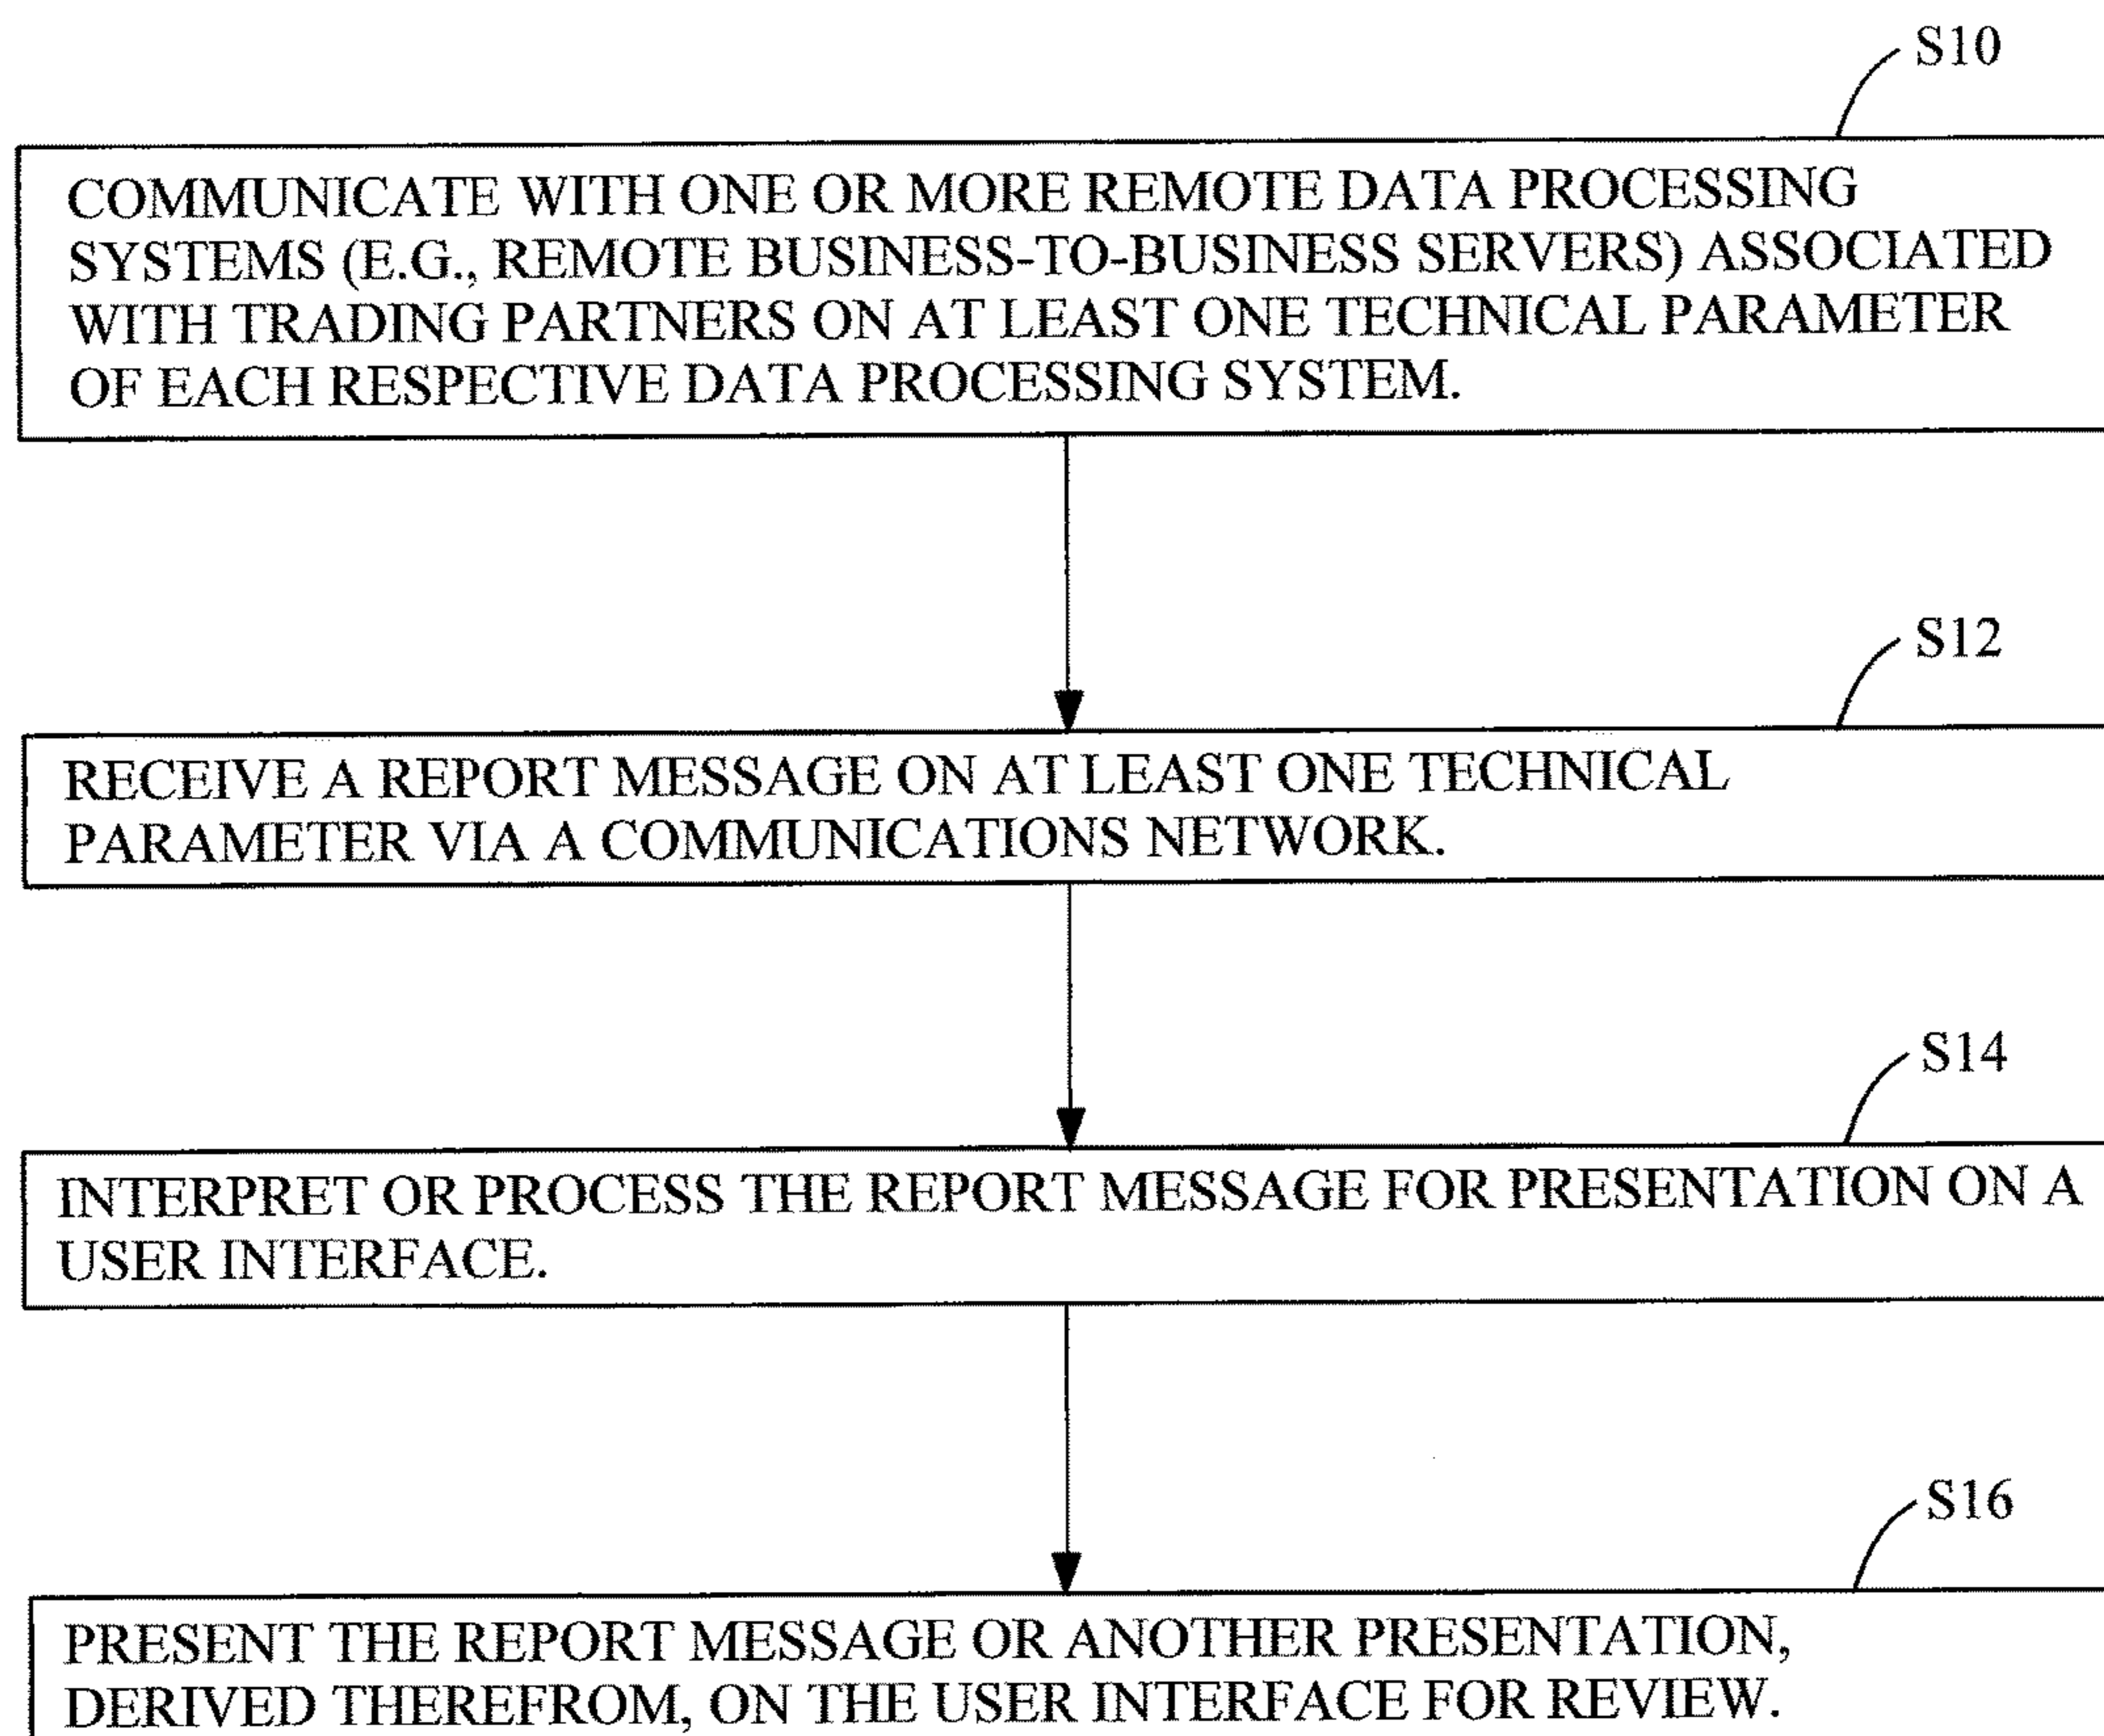 S10
COMMUNICATE WITH ONE OR MORE REMOTE DATA PROCESSING
SYSTEMS (E.G., REMOTE BUSINESS-TO-BUSINESS SERVERS) ASSOCIATED
WITH TRADING PARTNERS ON AT LEAST ONE TECHNICAL PARAMETER
OF EACH RESPECTIVE DATA PROCESSING SYSTEM.
S12
RECEIVE A REPORT MESSAGE ON AT LEAST ONE TECHNICAL
PARAMETER VIA A COMMUNICATIONS NETWORK.
S14
INTERPRET OR PROCESS THE REPORT MESSAGE FOR PRESENTATION ON A
USER INTERFACE.
S16
PRESENT THE REPORT MESSAGE OR ANOTHER PRESENTATION,
DERIVED THEREFROM, ON THE USER INTERFACE FOR REVIEW.